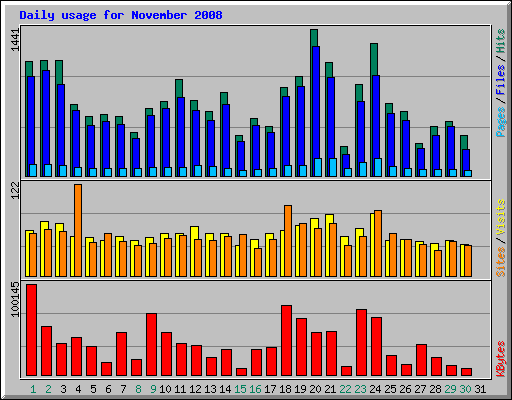 Daily usage for November 2008
1441
Pages / Files / Hits
122
Sites / Visits
100145
KBytes
1 2 3 4 5 6 7 8 9 10 11 12 13 14 15 16 17 18 19 20 21 22 23 24 25 26 27 28 29 30 31